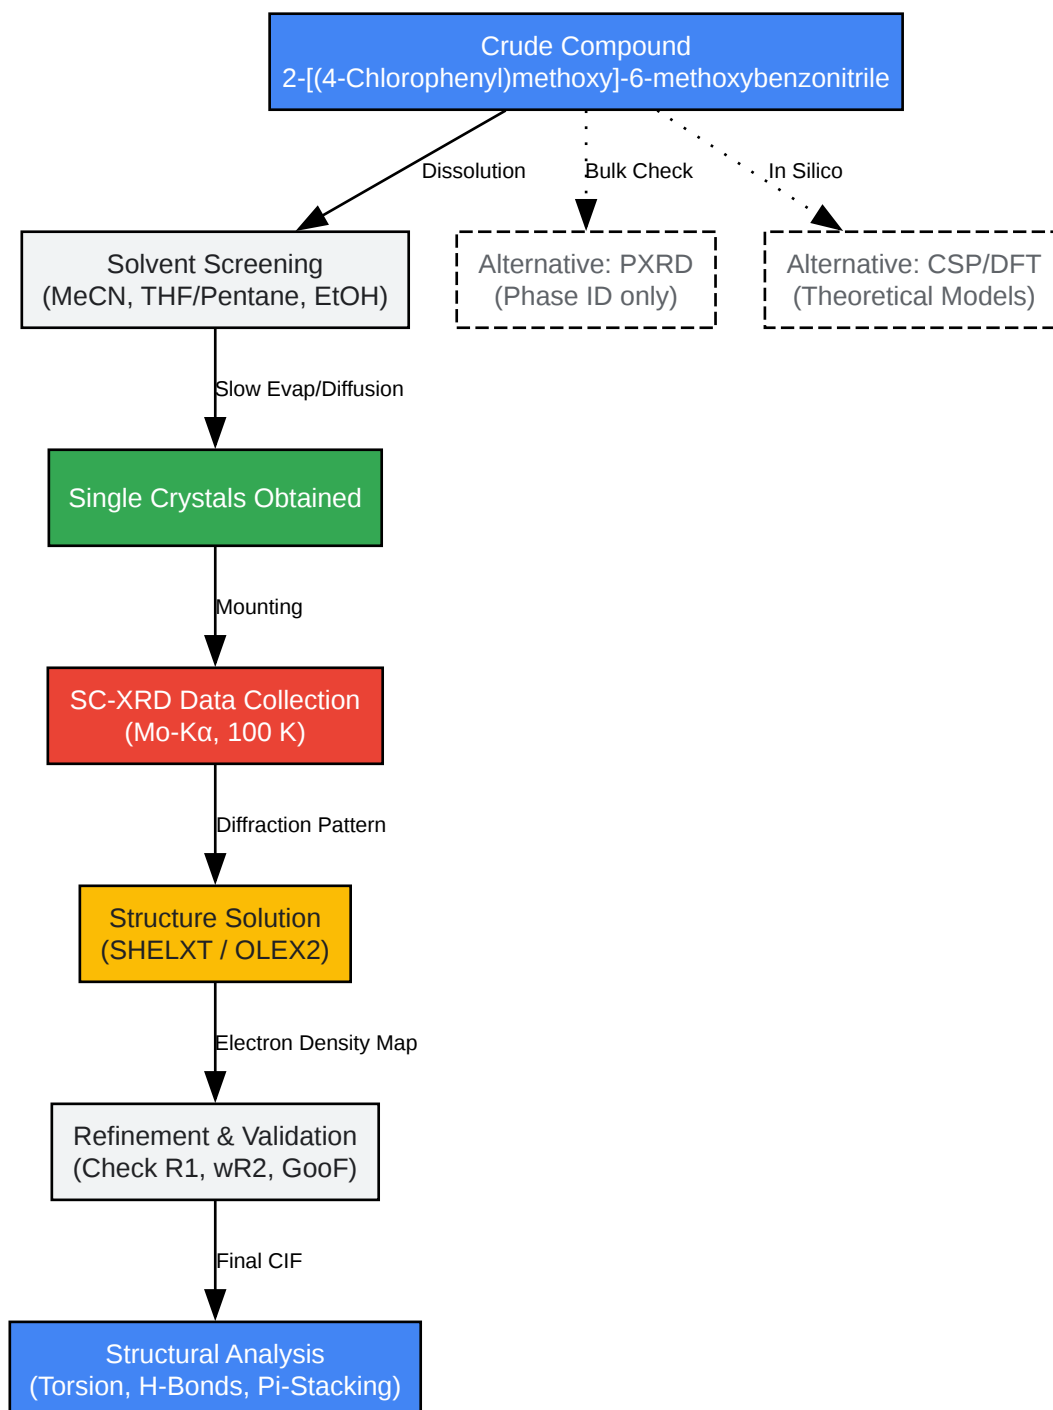 Crude Compound
2-[(4-Chlorophenyl)methoxy]-6-methoxybenzonitrile
Dissolution
Bulk Check
In Silico
Solvent Screening
(MeCN, THF/Pentane, EtOH)
Alternative: PXRD
(Phase ID only)
Alternative: CSP/DFT
(Theoretical Models)
Slow Evap/Diffusion
Single Crystals Obtained
Mounting
SC-XRD Data Collection
(Mo-Kα, 100 K)
Diffraction Pattern
Structure Solution
(SHELXT / OLEX2)
Electron Density Map
Refinement & Validation
(Check R1, wR2, GooF)
Final CIF
Structural Analysis
(Torsion, H-Bonds, Pi-Stacking)